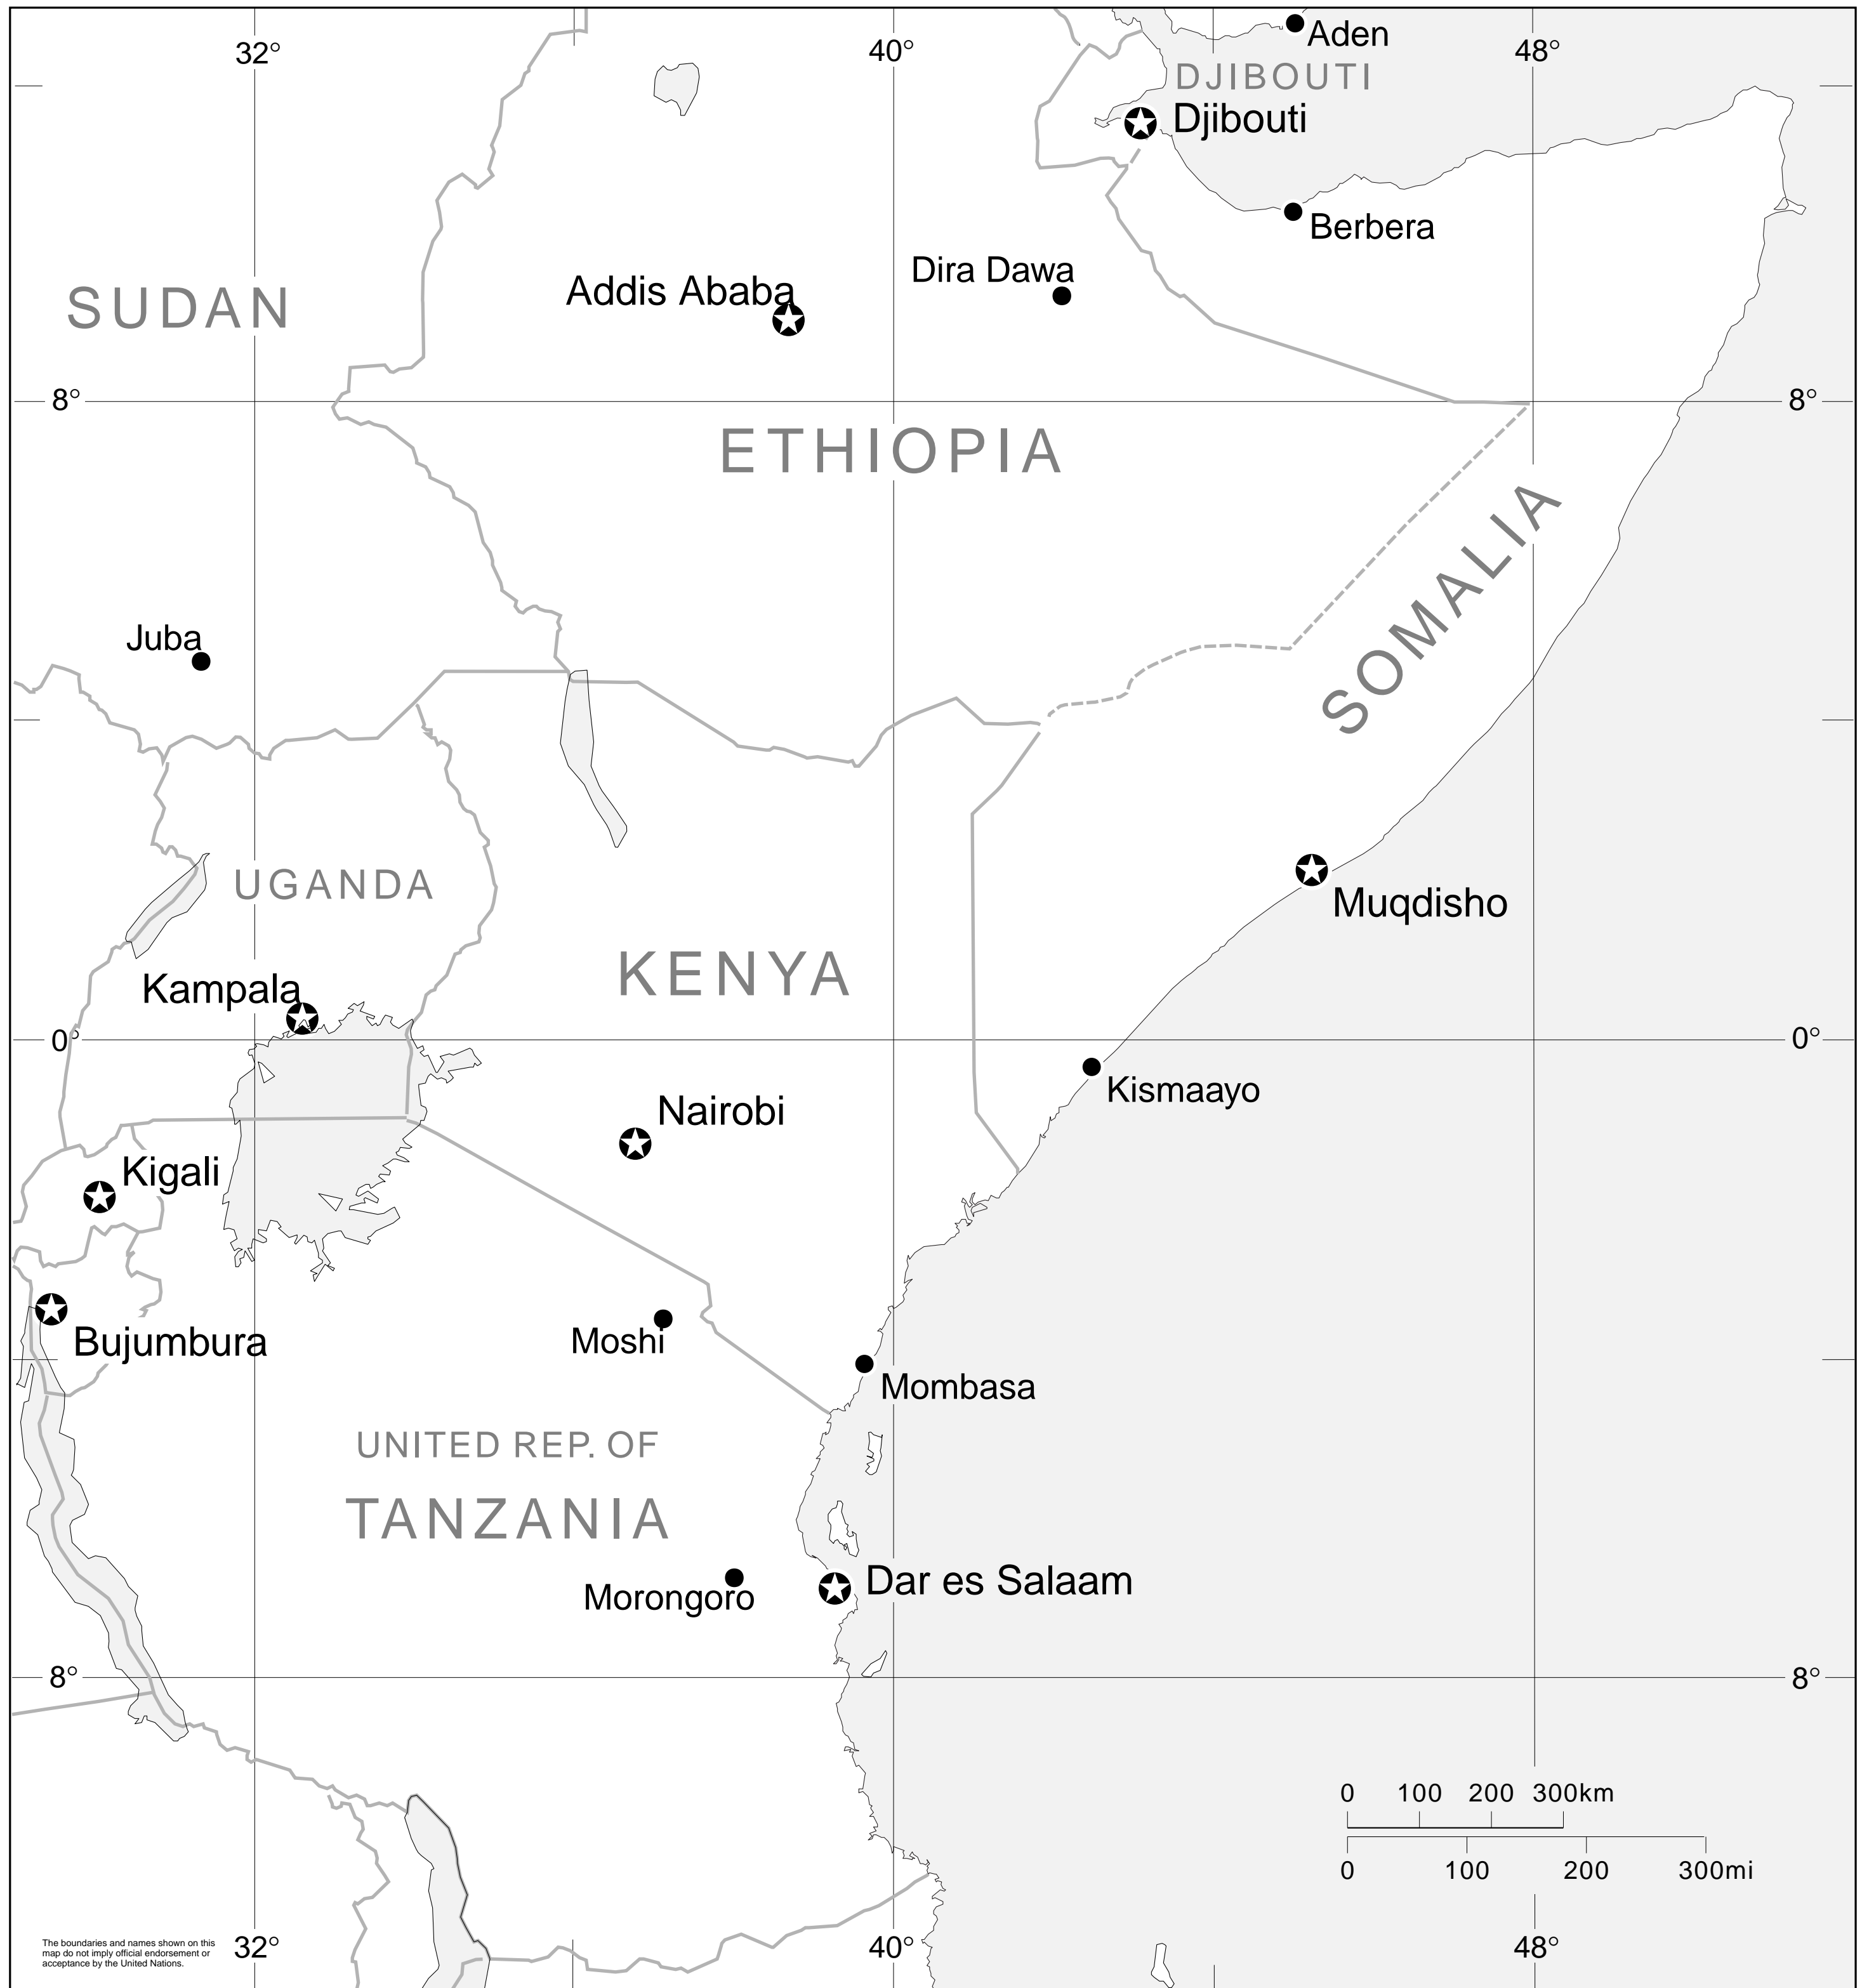 32°
40°
48°
Aden
DJIBOUTI
Djibouti
Berbera
Dira Dawa
Addis Ababa
SUDAN
8°
8°
ETHIOPIA
SOMALIA
Juba
UGANDA
Muqdisho
KENYA
Kampala
0°
0°
Kismaayo
Nairobi
Kigali
Bujumbura
Moshi
Mombasa
UNITED REP. OF
TANZANIA
Dar es Salaam
Morongoro
8°
8°
0 100 200 300km
0 100 200 300mi
The boundaries and names shown on this
map do not imply official endorsement or
acceptance by the United Nations.
32°
40°
48°